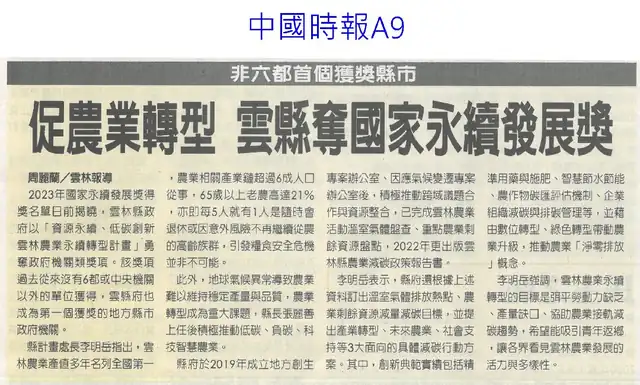 中國時報A9
非六都首個獲獎縣市
促農業轉型 雲縣奪國家永續發展獎
周麗蘭／雲林報導
2023年國家永續發展獎得
獎名單日前揭曉，雲林縣政
府以「資源永續、低碳創新
雲林農業永續轉型計畫」勇
奪政府機關類獎項。該獎項
過去從來沒有6都或中央機關
以外的單位獲得，雲縣府也
成為第一個獲獎的地方縣市
政府機關。
縣計畫處長李明岳指出，雲
林農業產值多年名列全國第一
，農業相關產業鏈超過6成人口
從事，65歲以上老農高達21%
，亦即每5人就有1人是隨時會
退休或因意外風險不再繼續從農
的高齡族群，引發糧食安全危機
並非不可能。
此外，地球氣候異常導致農業
難以維持穩定產量與品質，農業
轉型成為重大課題，縣長張麗善
上任後積極推動低碳、負碳、科
技智慧農業。
縣府於2019年成立地方創生
專案辦公室、因應氣候變遷專案
辦公室後，積極推動跨域議題合
作與資源整合，已完成雲林農業
活動溫室氣體盤查、重點農業剩
餘資源盤點，2022年更出版雲
林縣農業減碳政策報告書。
李明岳表示，縣府還根據上述
資料訂出溫室氣體排放熱點、農
業剩餘資源減量減碳目標，並提
出產業轉型、未來農業、社會支
持等3大面向的具體減碳行動方
案。其中，創新與範實績包括精
準用藥與施肥、智慧節水節能
、農作物碳匯評估機制、企業
組織減碳與排碳管理等，並藉
由數位轉型、綠色轉型帶動農
業升級，推動農業「淨零排放
」概念。
李明岳強調，雲林農業永續
轉型的目標是弭平勞動力缺乏
、產量缺口、協助農業接軌減
碳趨勢，希望能吸引青年返鄉
，讓各界看見雲林農業發展的
活力與多樣性。